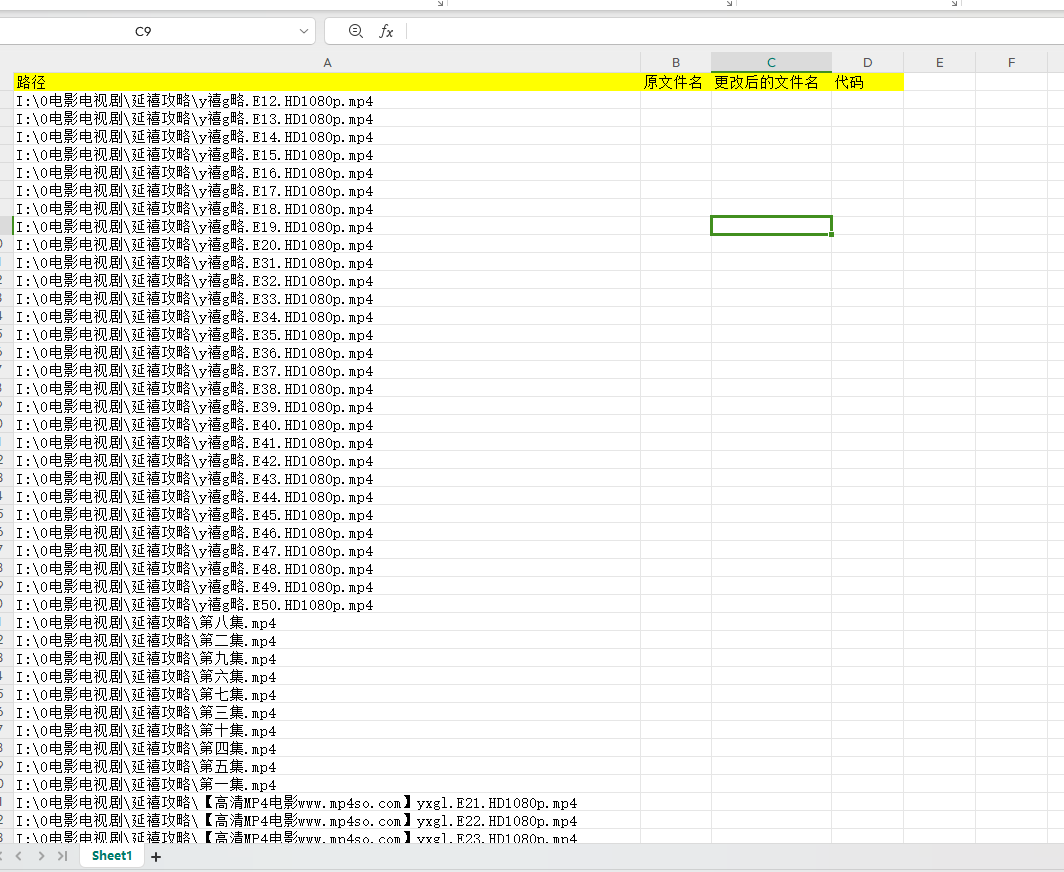 C9
fx
A B C D E F
路径 原文件名 更改后的文件名 代码
I:\0电影电视剧\延禧攻略\y禧g略.E12.HD1080p.mp4
I:\0电影电视剧\延禧攻略\y禧g略.E13.HD1080p.mp4
I:\0电影电视剧\延禧攻略\y禧g略.E14.HD1080p.mp4
I:\0电影电视剧\延禧攻略\y禧g略.E15.HD1080p.mp4
I:\0电影电视剧\延禧攻略\y禧g略.E16.HD1080p.mp4
I:\0电影电视剧\延禧攻略\y禧g略.E17.HD1080p.mp4
I:\0电影电视剧\延禧攻略\y禧g略.E18.HD1080p.mp4
I:\0电影电视剧\延禧攻略\y禧g略.E19.HD1080p.mp4
I:\0电影电视剧\延禧攻略\y禧g略.E20.HD1080p.mp4
I:\0电影电视剧\延禧攻略\y禧g略.E31.HD1080p.mp4
I:\0电影电视剧\延禧攻略\y禧g略.E32.HD1080p.mp4
I:\0电影电视剧\延禧攻略\y禧g略.E33.HD1080p.mp4
I:\0电影电视剧\延禧攻略\y禧g略.E34.HD1080p.mp4
I:\0电影电视剧\延禧攻略\y禧g略.E35.HD1080p.mp4
I:\0电影电视剧\延禧攻略\y禧g略.E36.HD1080p.mp4
I:\0电影电视剧\延禧攻略\y禧g略.E37.HD1080p.mp4
I:\0电影电视剧\延禧攻略\y禧g略.E38.HD1080p.mp4
I:\0电影电视剧\延禧攻略\y禧g略.E39.HD1080p.mp4
I:\0电影电视剧\延禧攻略\y禧g略.E40.HD1080p.mp4
I:\0电影电视剧\延禧攻略\y禧g略.E41.HD1080p.mp4
I:\0电影电视剧\延禧攻略\y禧g略.E42.HD1080p.mp4
I:\0电影电视剧\延禧攻略\y禧g略.E43.HD1080p.mp4
I:\0电影电视剧\延禧攻略\y禧g略.E44.HD1080p.mp4
I:\0电影电视剧\延禧攻略\y禧g略.E45.HD1080p.mp4
I:\0电影电视剧\延禧攻略\y禧g略.E46.HD1080p.mp4
I:\0电影电视剧\延禧攻略\y禧g略.E47.HD1080p.mp4
I:\0电影电视剧\延禧攻略\y禧g略.E48.HD1080p.mp4
I:\0电影电视剧\延禧攻略\y禧g略.E49.HD1080p.mp4
I:\0电影电视剧\延禧攻略\y禧g略.E50.HD1080p.mp4
I:\0电影电视剧\延禧攻略\第八集.mp4
I:\0电影电视剧\延禧攻略\第二集.mp4
I:\0电影电视剧\延禧攻略\第九集.mp4
I:\0电影电视剧\延禧攻略\第六集.mp4
I:\0电影电视剧\延禧攻略\第七集.mp4
I:\0电影电视剧\延禧攻略\第三集.mp4
I:\0电影电视剧\延禧攻略\第十集.mp4
I:\0电影电视剧\延禧攻略\第四集.mp4
I:\0电影电视剧\延禧攻略\第五集.mp4
I:\0电影电视剧\延禧攻略\第一集.mp4
I:\0电影电视剧\延禧攻略\【高清MP4电影www.mp4so.com】yxgl.E21.HD1080p.mp4
I:\0电影电视剧\延禧攻略\【高清MP4电影www.mp4so.com】yxgl.E22.HD1080p.mp4
I:\0电影电视剧\延禧攻略\【高清MP4电影www.mp4so.com】yxgl.E23.HD1080p.mp4
Sheet1